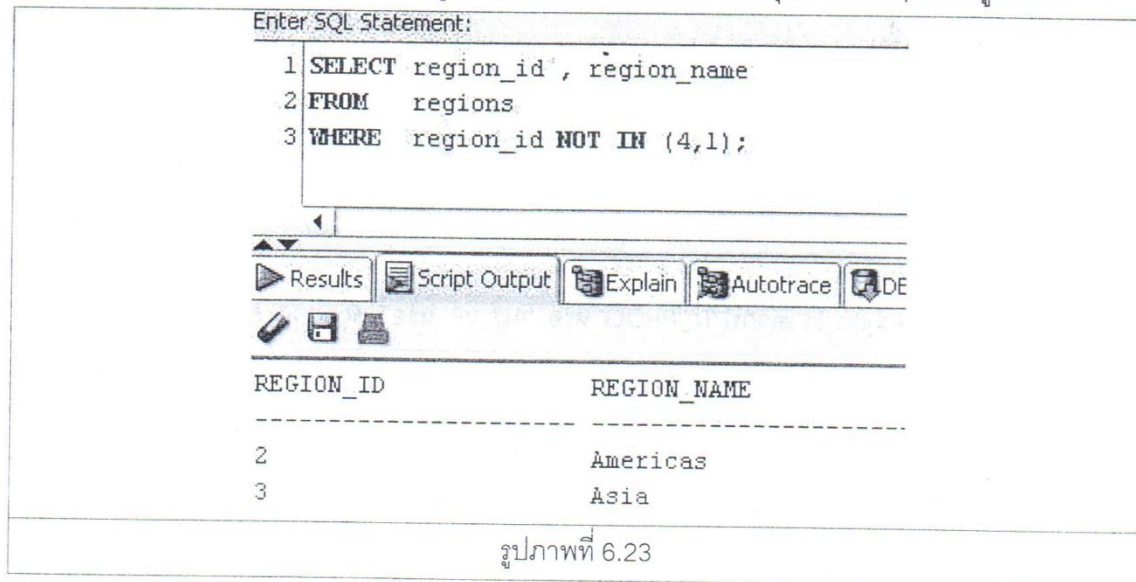 Enter SQL Statement:
1 SELECT region_id , region_name
2 FROM regions
3 WHERE region_id NOT IN (4,1);
Results Script Output Explain Autotrace DE
REGION_ID REGION_NAME
2 Americas
3 Asia
รูปภาพที่ 6.23